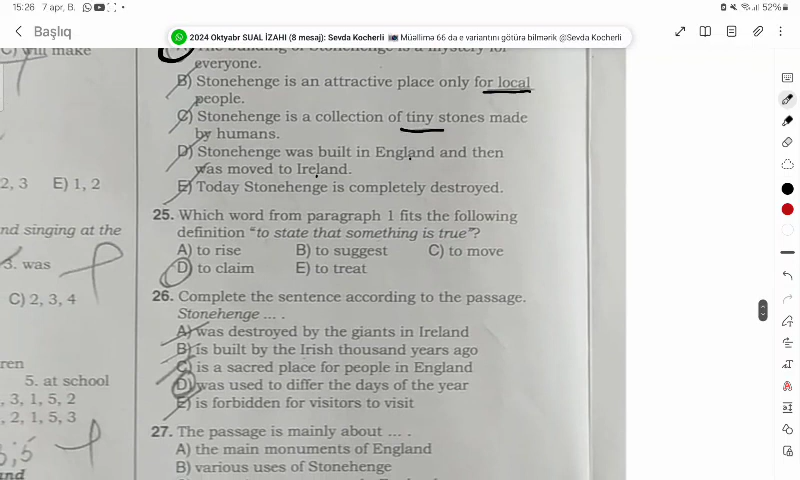 15:26 7 apr, B. 52%
Başlıq
2024 Oktyabr SUAL İZAHI (8 mesaj): Sevda Kocherli Müəllimə 66 da e variantını götürə bilmərik @Sevda Kocherli
C) will make
everyone.
B) Stonehenge is an attractive place only for local
people.
C) Stonehenge is a collection of tiny stones made
by humans.
D) Stonehenge was built in England and then
was moved to Ireland.
E) Today Stonehenge is completely destroyed.
2, 3 E) 1, 2
nd singing at the
3. was
C) 2, 3, 4
ren
5. at school
, 3, 1, 5, 2
, 2, 1, 5, 3
3;5
and
25. Which word from paragraph 1 fits the following
definition “to state that something is true”?
A) to rise B) to suggest C) to move
D) to claim E) to treat
26. Complete the sentence according to the passage.
Stonehenge ... .
A) was destroyed by the giants in Ireland
B) is built by the Irish thousand years ago
C) is a sacred place for people in England
D) was used to differ the days of the year
E) is forbidden for visitors to visit
27. The passage is mainly about ... .
A) the main monuments of England
B) various uses of Stonehenge